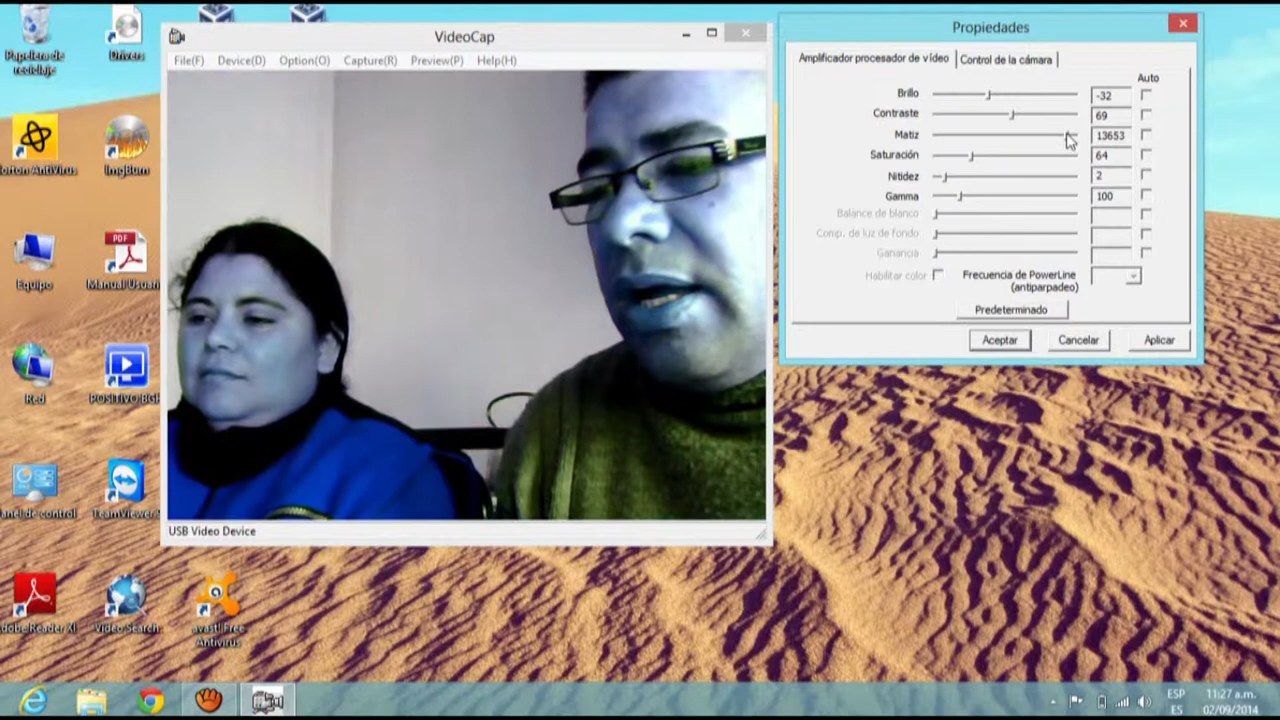 Papelera de
reciclaje
Drivers
orton AntiVirus
ImgBurn
Equipo
PDF
Manual Usuari
Red
POSITIVO BG
anel de control
TeamViewer
dobe Reader XI
Video Search
avast! Free
Antivirus
VideoCap
File(F) Device(D) Option(O) Capture(R) Preview(P) Help(H)
USB Video Device
Propiedades
Amplificador procesador de vídeo Control de la cámara
Auto
Brillo -32
Contraste 69
Matiz 13653
Saturación 64
Nitidez 2
Gamma 100
Balance de blanco
Comp. de luz de fondo
Ganancia
Habilitar color Frecuencia de PowerLine
(antiparpadeo)
Predeterminado
Aceptar Cancelar Aplicar
ESP
ES
11:27 a.m.
02/09/2014